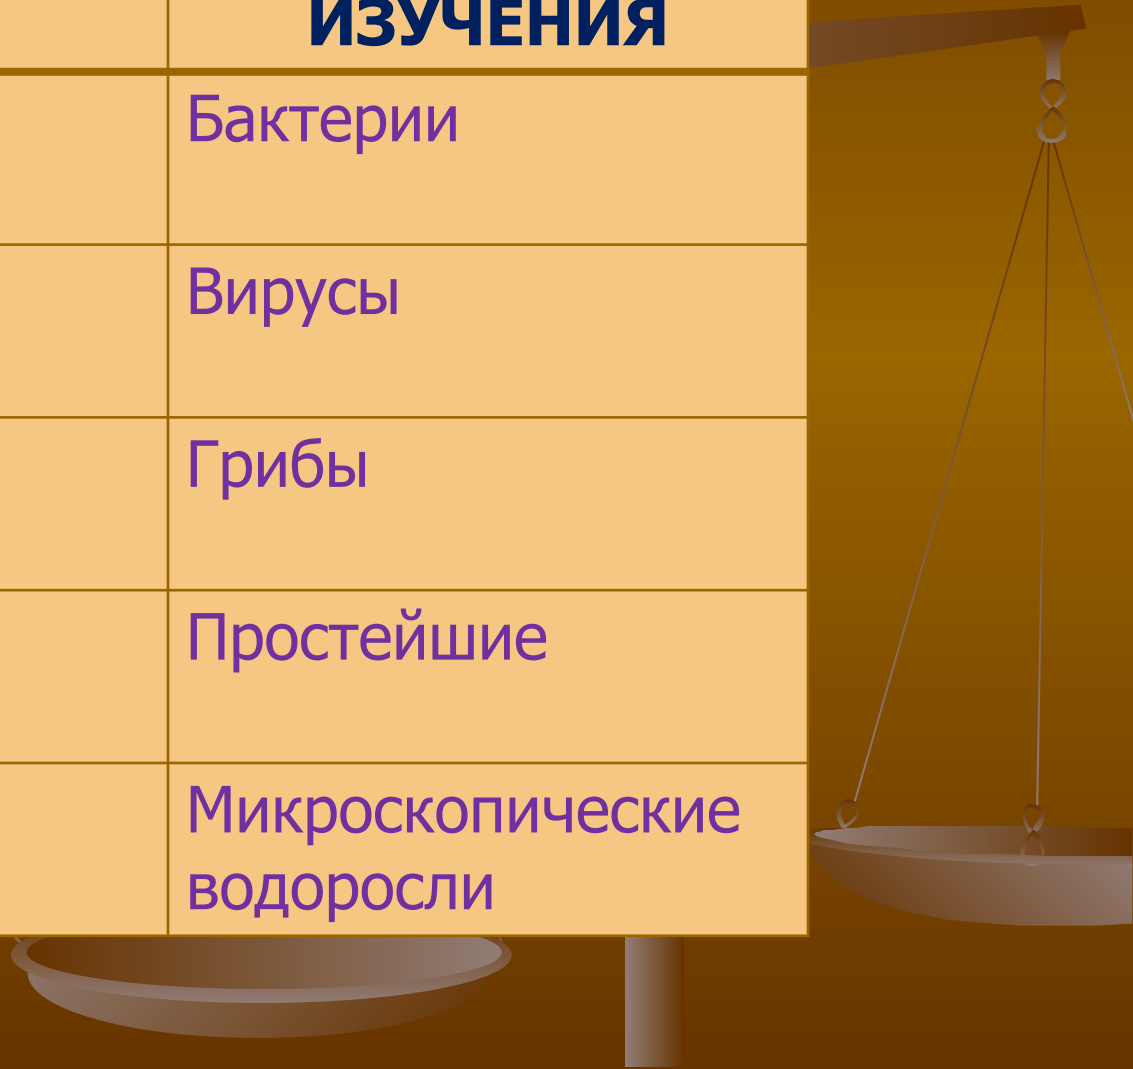 ИЗУЧЕНИЯ
Бактерии
Вирусы
Грибы
Простейшие
Микроскопические
водоросли